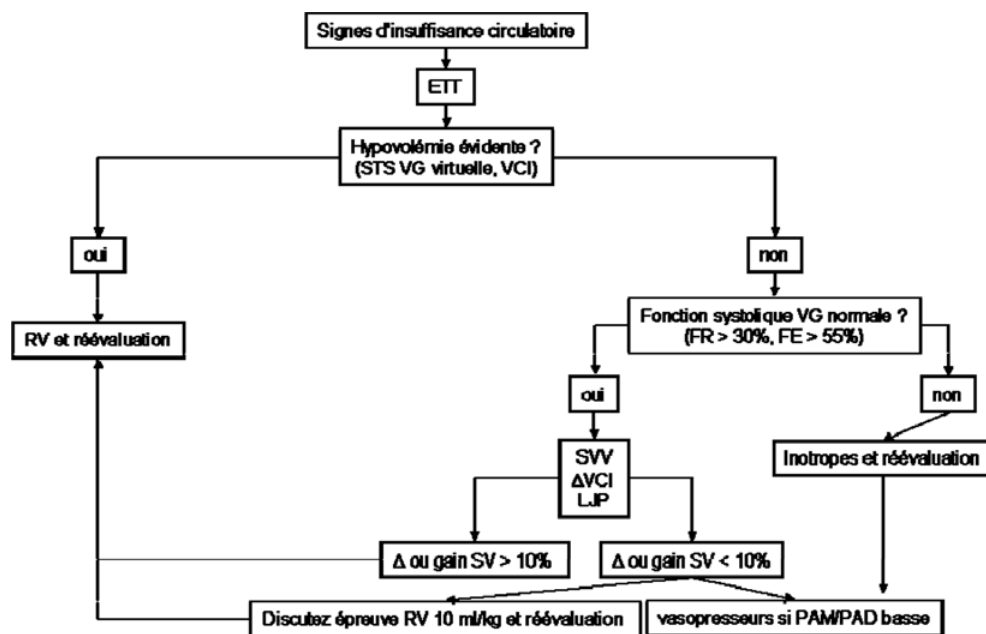 Signes d'insuffisance circulatoire
ETT
Hypovolémie évidente ?
(STS VG virtuelle, VCI)
oui
non
RV et réévaluation
Fonction systolique VG normale ?
(FR > 30%, FE > 55%)
oui
non
SVV
ΔVCI
LJP
Inotropes et réévaluation
Δ ou gain SV > 10%
Δ ou gain SV < 10%
Discutez épreuve RV 10 ml/kg et réévaluation
vasopresseurs si PAM/PAD basse